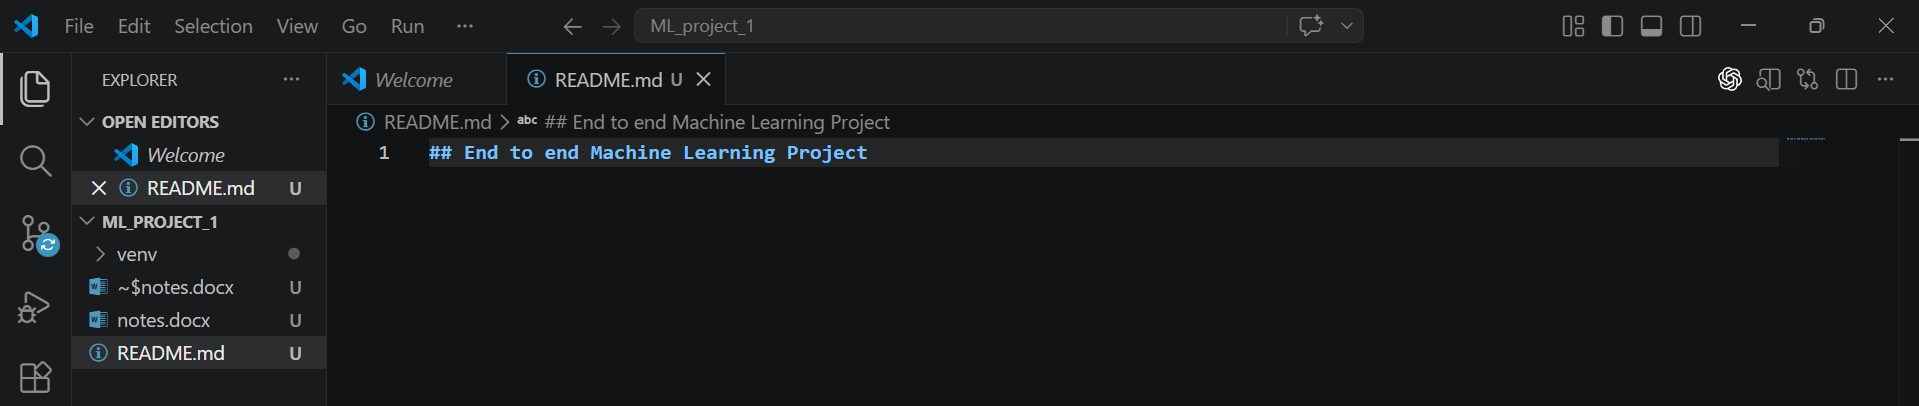 File Edit Selection View Go Run ···
ML_project_1
EXPLORER ···
Welcome
README.md U
OPEN EDITORS
Welcome
README.md U
ML_PROJECT_1
venv
~$notes.docx U
notes.docx U
README.md U
README.md > abc ## End to end Machine Learning Project
1 ## End to end Machine Learning Project